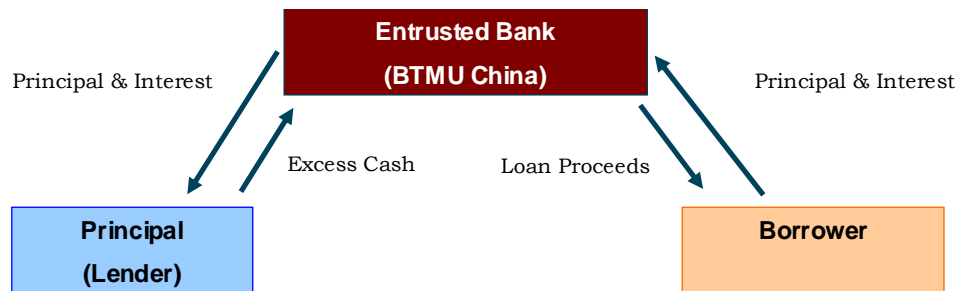 Entrusted Bank
(BTMU China)
Principal & Interest
Principal & Interest
Excess Cash
Loan Proceeds
Principal
(Lender)
Borrower